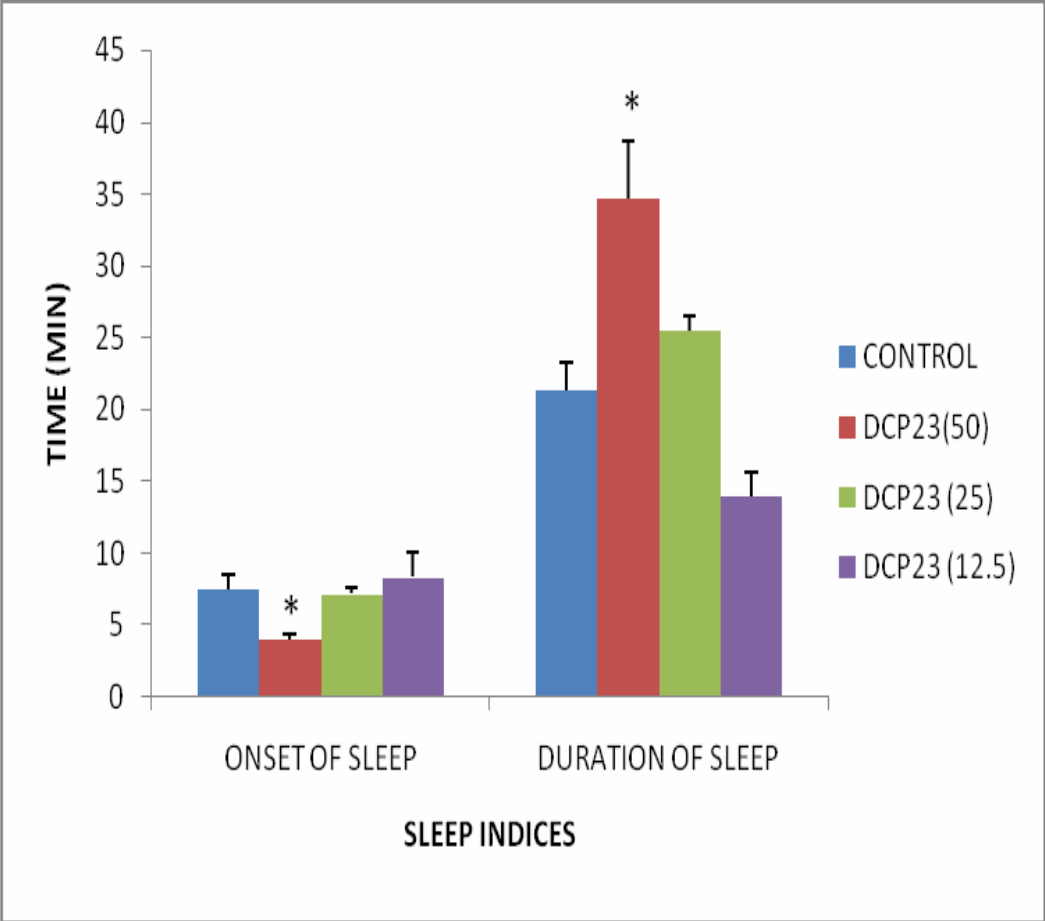 45
40
35
30
25
20
15
10
5
0
TIME (MIN)
*
*
ONSET OF SLEEP
DURATION OF SLEEP
SLEEP INDICES
CONTROL
DCP23(50)
DCP23 (25)
DCP23 (12.5)